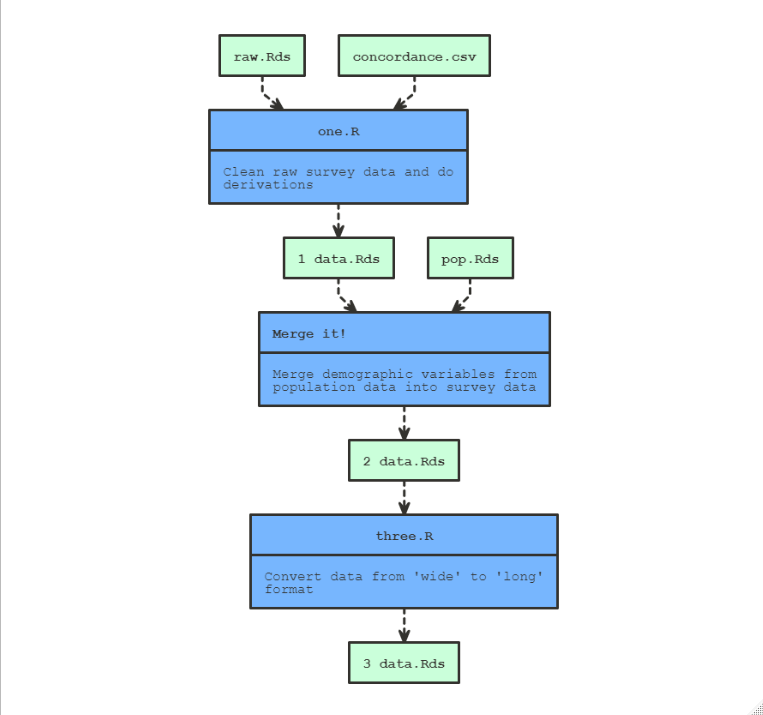 raw.Rds
concordance.csv
one.R
Clean raw survey data and do
derivations
1 data.Rds
pop.Rds
Merge it!
Merge demographic variables from
population data into survey data
2 data.Rds
three.R
Convert data from 'wide' to 'long'
format
3 data.Rds